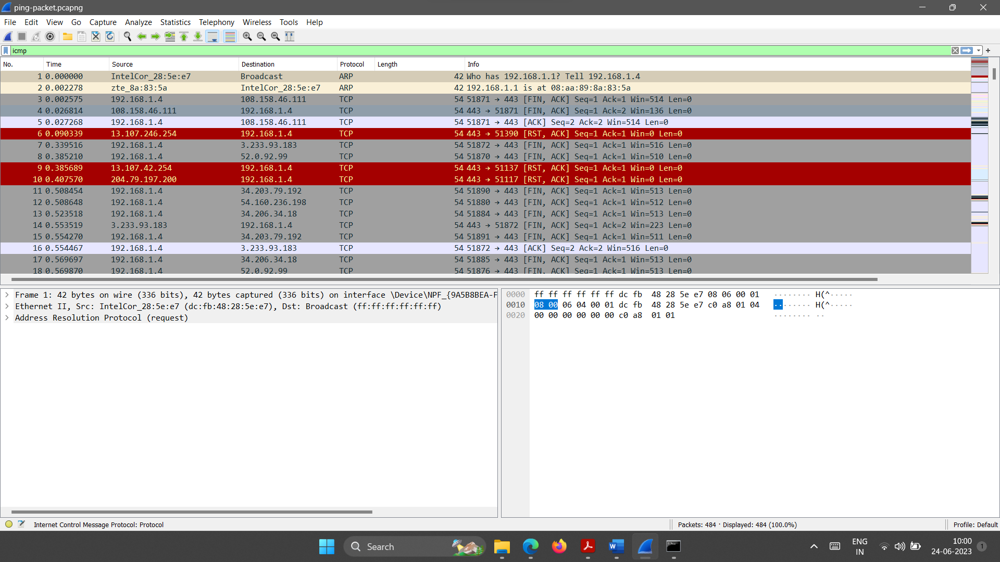 ping-packet.pcapng
File Edit View Go Capture Analyze Statistics Telephony Wireless Tools Help
icmp
No. Time Source Destination Protocol Length Info
1 0.000000 IntelCor_28:5e:e7 Broadcast ARP 42 Who has 192.168.1.1? Tell 192.168.1.4
2 0.002278 zte_8a:83:5a IntelCor_28:5e:e7 ARP 42 192.168.1.1 is at 08:aa:89:8a:83:5a
3 0.002575 192.168.1.4 108.158.46.111 TCP 54 51871 → 443 [FIN, ACK] Seq=1 Ack=1 Win=514 Len=0
4 0.026814 108.158.46.111 192.168.1.4 TCP 54 443 → 51871 [FIN, ACK] Seq=1 Ack=2 Win=136 Len=0
5 0.027268 192.168.1.4 108.158.46.111 TCP 54 51871 → 443 [ACK] Seq=2 Ack=2 Win=514 Len=0
6 0.090339 13.107.246.254 192.168.1.4 TCP 54 443 → 51390 [RST, ACK] Seq=1 Ack=1 Win=0 Len=0
7 0.339516 192.168.1.4 3.233.93.183 TCP 54 51872 → 443 [FIN, ACK] Seq=1 Ack=1 Win=516 Len=0
8 0.385210 192.168.1.4 52.0.92.99 TCP 54 51870 → 443 [FIN, ACK] Seq=1 Ack=1 Win=510 Len=0
9 0.385689 13.107.42.254 192.168.1.4 TCP 54 443 → 51137 [RST, ACK] Seq=1 Ack=1 Win=0 Len=0
10 0.407570 204.79.197.200 192.168.1.4 TCP 54 443 → 51117 [RST, ACK] Seq=1 Ack=1 Win=0 Len=0
11 0.508454 192.168.1.4 34.203.79.192 TCP 54 51890 → 443 [FIN, ACK] Seq=1 Ack=1 Win=513 Len=0
12 0.508648 192.168.1.4 54.160.236.198 TCP 54 51880 → 443 [FIN, ACK] Seq=1 Ack=1 Win=512 Len=0
13 0.523518 192.168.1.4 34.206.34.18 TCP 54 51884 → 443 [FIN, ACK] Seq=1 Ack=1 Win=513 Len=0
14 0.553519 3.233.93.183 192.168.1.4 TCP 54 443 → 51872 [FIN, ACK] Seq=1 Ack=2 Win=223 Len=0
15 0.554270 192.168.1.4 34.203.79.192 TCP 54 51891 → 443 [FIN, ACK] Seq=1 Ack=1 Win=511 Len=0
16 0.554467 192.168.1.4 3.233.93.183 TCP 54 51872 → 443 [ACK] Seq=2 Ack=2 Win=516 Len=0
17 0.569697 192.168.1.4 34.206.34.18 TCP 54 51885 → 443 [FIN, ACK] Seq=1 Ack=1 Win=513 Len=0
18 0.569870 192.168.1.4 52.0.92.99 TCP 54 51876 → 443 [FIN, ACK] Seq=1 Ack=1 Win=513 Len=0
Frame 1: 42 bytes on wire (336 bits), 42 bytes captured (336 bits) on interface \Device\NPF_{9A5B8BEA-F
Ethernet II, Src: IntelCor_28:5e:e7 (dc:fb:48:28:5e:e7), Dst: Broadcast (ff:ff:ff:ff:ff:ff)
Address Resolution Protocol (request)
0000 ff ff ff ff ff ff dc fb 48 28 5e e7 08 06 00 01 ········ H(^·····
0010 08 00 06 04 00 01 dc fb 48 28 5e e7 c0 a8 01 04 ········ H(^·····
0020 00 00 00 00 00 00 c0 a8 01 01 ········ ··
Internet Control Message Protocol: Protocol
Packets: 484 · Displayed: 484 (100.0%)
Profile: Default
Search
ENG
IN
10:00
24-06-2023
1